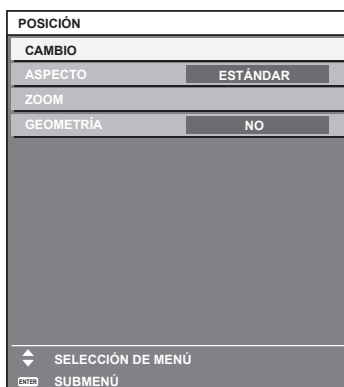 POSICIÓN
CAMBIO
ASPECTO ESTÁNDAR
ZOOM
GEOMETRÍA NO
SELECCIÓN DE MENÚ
ENTER SUBMENÚ